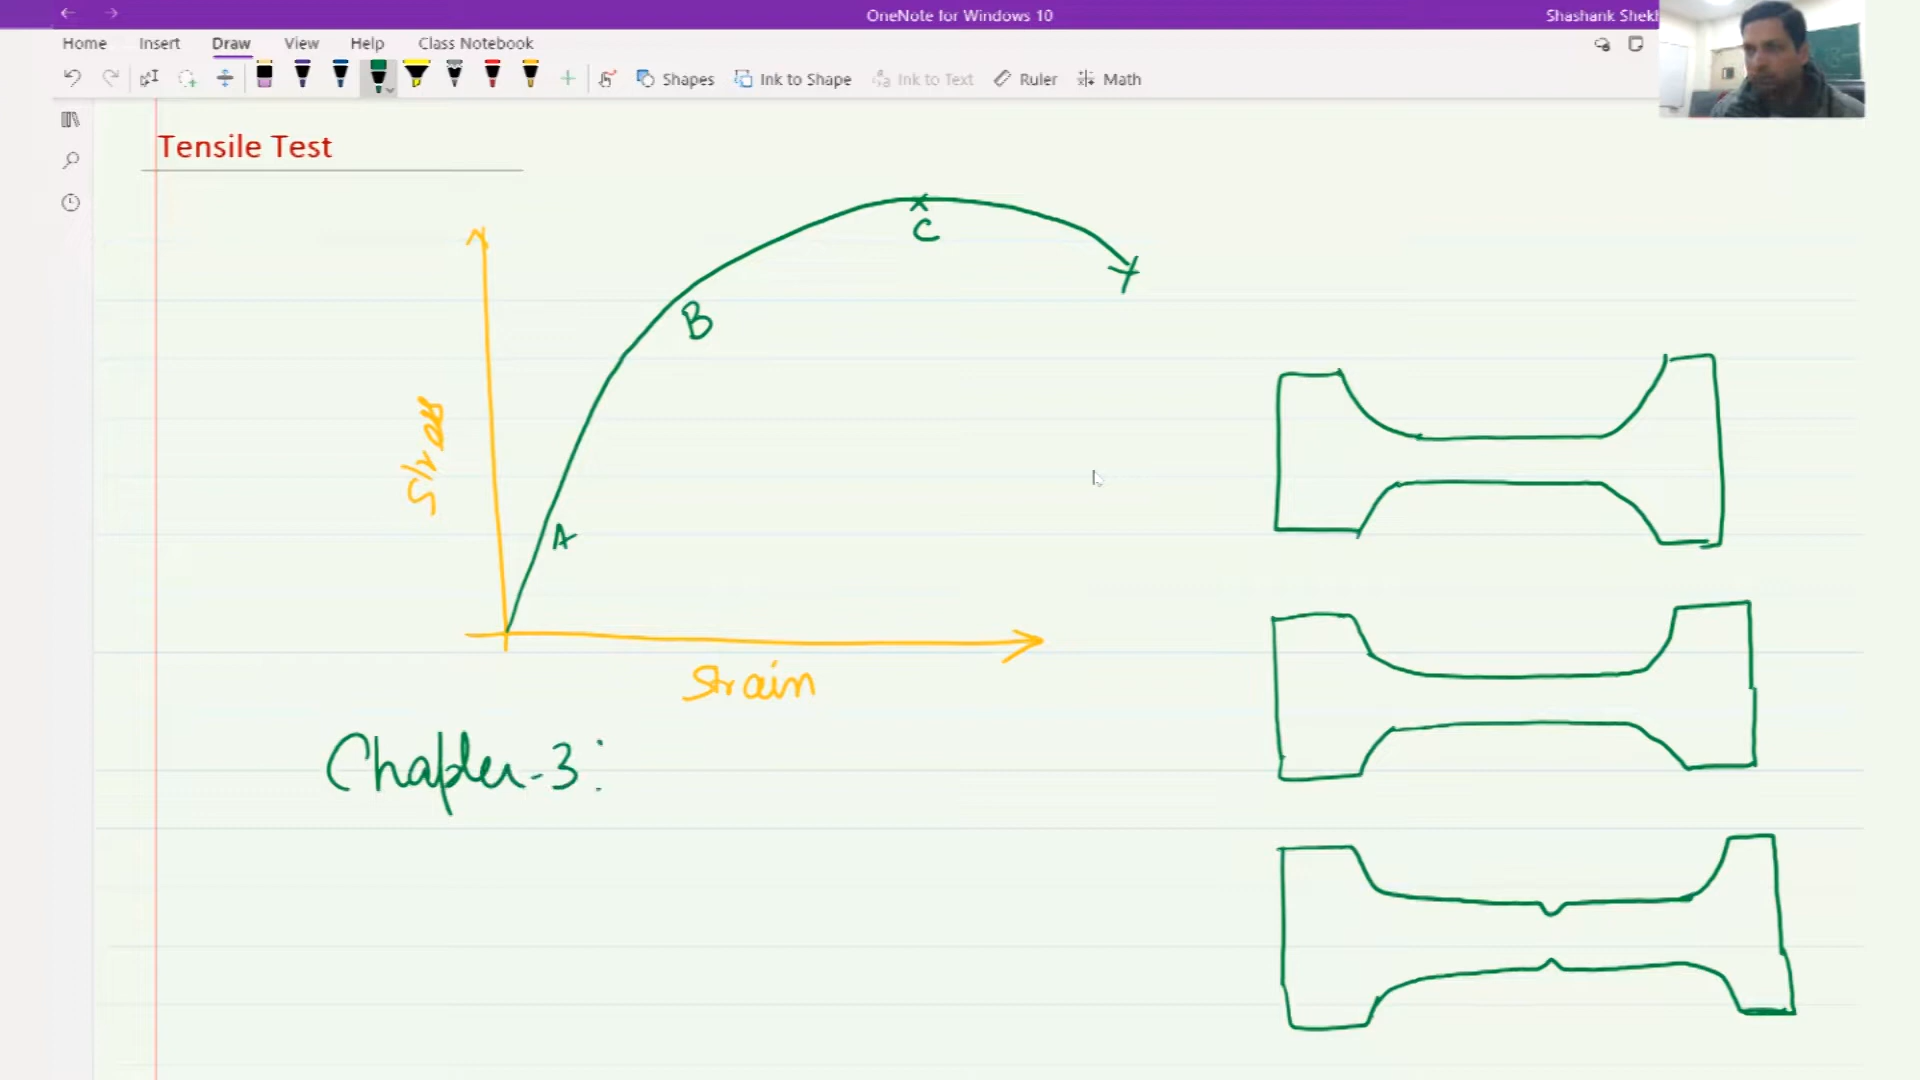 OneNote for Windows 10
Shashank Shekh
Home Insert Draw View Help Class Notebook
Shapes Ink to Shape Ink to Text Ruler Math
Tensile Test
C
B
Stress
A
Strain
Chapter-3: